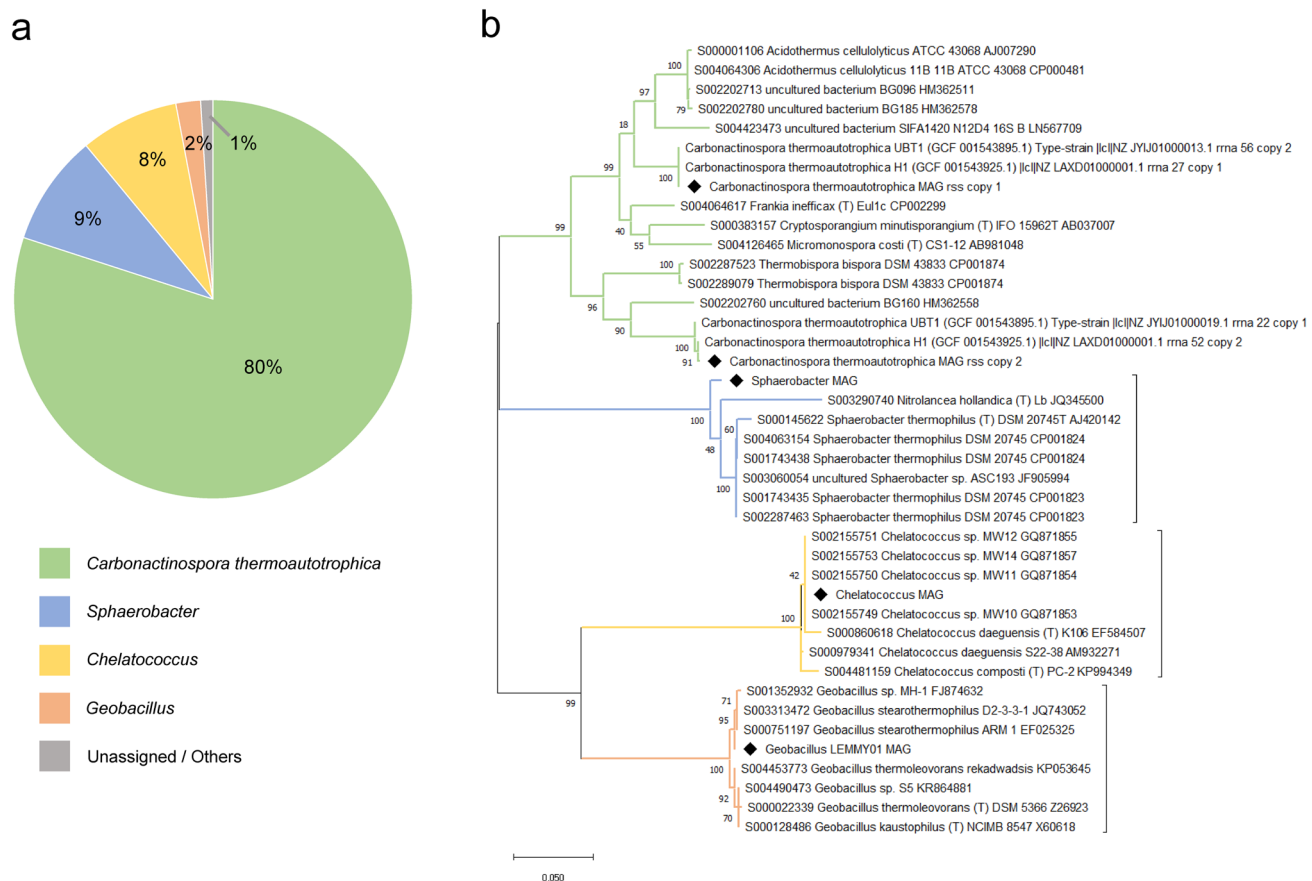 a
80%
9%
8%
2%
1%
Carbonactinospora thermoautotrophica
Sphaerobacter
Chelatococcus
Geobacillus
Unassigned / Others
b
S000001106 Acidothermus cellulolyticus ATCC 43068 AJ007290
100
S004064306 Acidothermus cellulolyticus 11B 11B ATCC 43068 CP000481
97
S002202713 uncultured bacterium BG096 HM362511
79
S002202780 uncultured bacterium BG185 HM362578
18
S004423473 uncultured bacterium SIFA1420 N12D4 16S B LN567709
Carbonactinospora thermoautotrophica UBT1 (GCF 001543895.1) Type-strain |lcl|NZ JYIJ01000013.1 rrna 56 copy 2
99
Carbonactinospora thermoautotrophica H1 (GCF 001543925.1) |lcl|NZ LAXD01000001.1 rrna 27 copy 1
100
Carbonactinospora thermoautotrophica MAG rss copy 1
S004064617 Frankia inefficax (T) EuI1c CP002299
40
S000383157 Cryptosporangium minutisporangium (T) IFO 15962T AB037007
55
S004126465 Micromonospora costi (T) CS1-12 AB981048
99
100
S002287523 Thermobispora bispora DSM 43833 CP001874
S002289079 Thermobispora bispora DSM 43833 CP001874
96
S002202760 uncultured bacterium BG160 HM362558
90
Carbonactinospora thermoautotrophica UBT1 (GCF 001543895.1) Type-strain |lcl|NZ JYIJ01000019.1 rrna 22 copy 1
100
Carbonactinospora thermoautotrophica H1 (GCF 001543925.1) |lcl|NZ LAXD01000001.1 rrna 52 copy 2
91
Carbonactinospora thermoautotrophica MAG rss copy 2
Sphaerobacter MAG
S003290740 Nitrolancea hollandica (T) Lb JQ345500
100
S000145622 Sphaerobacter thermophilus (T) DSM 20745T AJ420142
60
S004063154 Sphaerobacter thermophilus DSM 20745 CP001824
48
S001743438 Sphaerobacter thermophilus DSM 20745 CP001824
S003060054 uncultured Sphaerobacter sp. ASC193 JF905994
100
S001743435 Sphaerobacter thermophilus DSM 20745 CP001823
S002287463 Sphaerobacter thermophilus DSM 20745 CP001823
S002155751 Chelatococcus sp. MW12 GQ871855
S002155753 Chelatococcus sp. MW14 GQ871857
42
S002155750 Chelatococcus sp. MW11 GQ871854
Chelatococcus MAG
100
S002155749 Chelatococcus sp. MW10 GQ871853
S000860618 Chelatococcus daeguensis (T) K106 EF584507
S000979341 Chelatococcus daeguensis S22-38 AM932271
S004481159 Chelatococcus composti (T) PC-2 KP994349
99
71
S001352932 Geobacillus sp. MH-1 FJ874632
95
S003313472 Geobacillus stearothermophilus D2-3-3-1 JQ743052
S000751197 Geobacillus stearothermophilus ARM 1 EF025325
Geobacillus LEMMY01 MAG
100
S004453773 Geobacillus thermoleovorans rekadwadsis KP053645
S004490473 Geobacillus sp. S5 KR864881
92
S000022339 Geobacillus thermoleovorans (T) DSM 5366 Z26923
70
S000128486 Geobacillus kaustophilus (T) NCIMB 8547 X60618
0.050